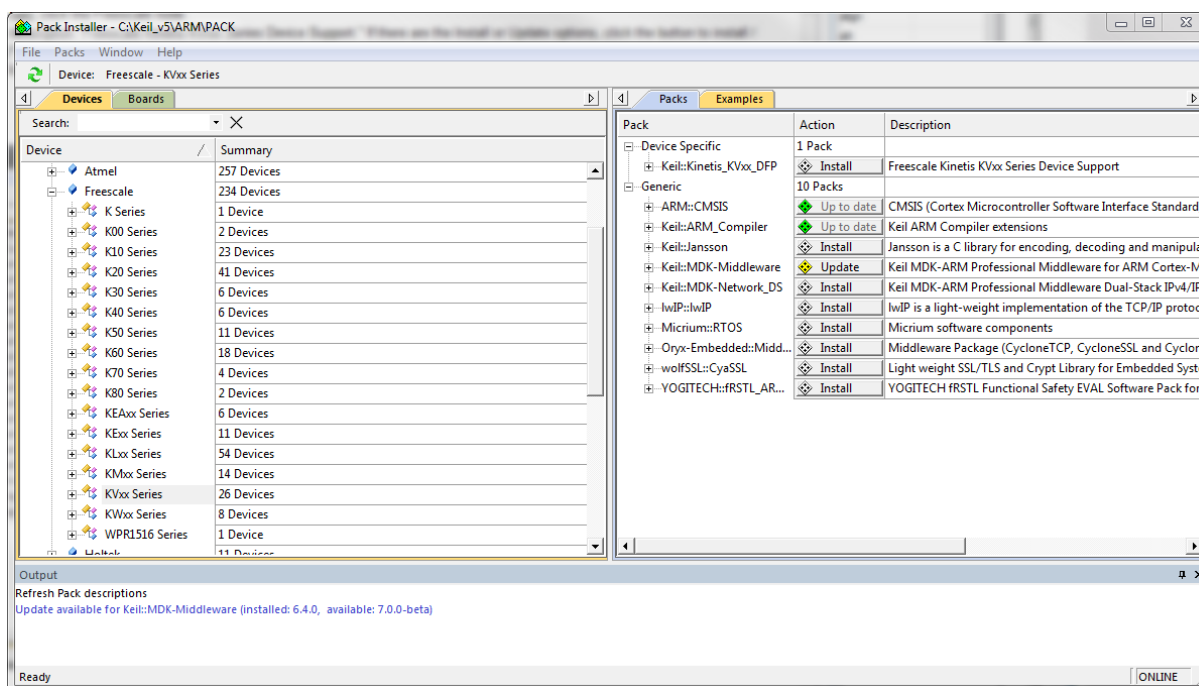 Pack Installer - C:\Keil_v5\ARM\PACK
File Packs Window Help
Device: Freescale - KVxx Series
Devices Boards
Search:
Device / Summary
Atmel 257 Devices
Freescale 234 Devices
K Series 1 Device
K00 Series 2 Devices
K10 Series 23 Devices
K20 Series 41 Devices
K30 Series 6 Devices
K40 Series 6 Devices
K50 Series 11 Devices
K60 Series 18 Devices
K70 Series 4 Devices
K80 Series 2 Devices
KEAxx Series 6 Devices
KExx Series 11 Devices
KLxx Series 54 Devices
KMxx Series 14 Devices
KVxx Series 26 Devices
KWxx Series 8 Devices
WPR1516 Series 1 Device
Holtek 11 Devices
Packs Examples
Pack Action Description
Device Specific 1 Pack
Keil::Kinetis_KVxx_DFP Install Freescale Kinetis KVxx Series Device Support
Generic 10 Packs
ARM::CMSIS Up to date CMSIS (Cortex Microcontroller Software Interface Standard
Keil::ARM_Compiler Up to date Keil ARM Compiler extensions
Keil::Jansson Install Jansson is a C library for encoding, decoding and manipula
Keil::MDK-Middleware Update Keil MDK-ARM Professional Middleware for ARM Cortex-M
Keil::MDK-Network_DS Install Keil MDK-ARM Professional Middleware Dual-Stack IPv4/IP
lwIP::lwIP Install lwIP is a light-weight implementation of the TCP/IP protoc
Micrium::RTOS Install Micrium software components
Oryx-Embedded::Midd... Install Middleware Package (CycloneTCP, CycloneSSL and Cyclor
wolfSSL::CyaSSL Install Light weight SSL/TLS and Crypt Library for Embedded Syst
YOGITECH::fRSTL_AR... Install YOGITECH fRSTL Functional Safety EVAL Software Pack for
Output
Refresh Pack descriptions
Update available for Keil::MDK-Middleware (installed: 6.4.0, available: 7.0.0-beta)
Ready ONLINE